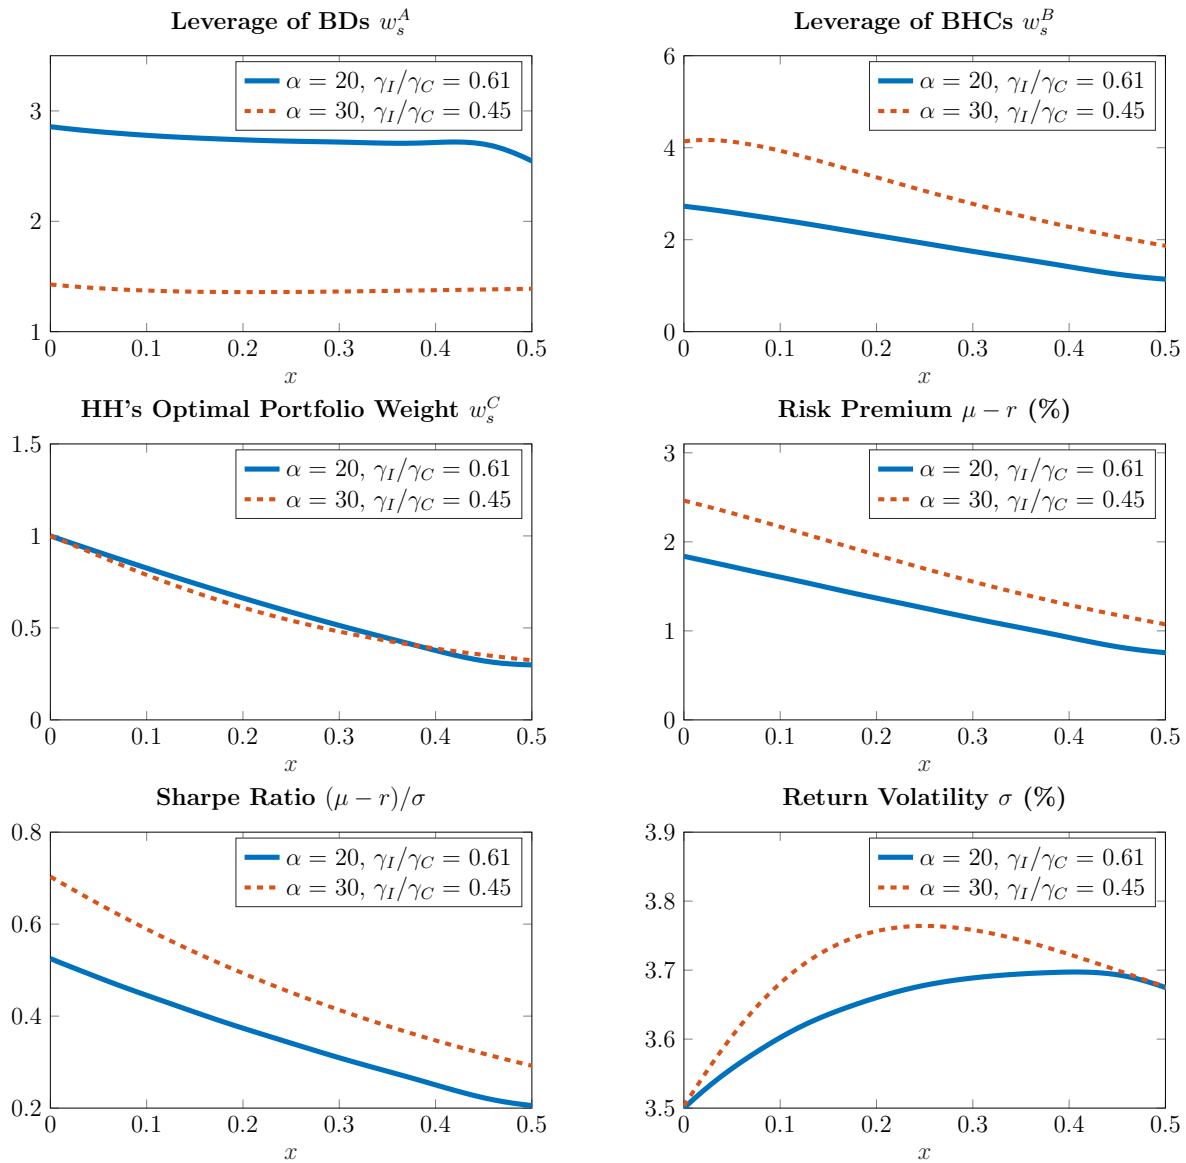 Leverage of BDs $w_s^A$
α = 20, γ_I/γ_C = 0.61
α = 30, γ_I/γ_C = 0.45
3
2
1
0 0.1 0.2 0.3 0.4 0.5
x
Leverage of BHCs $w_s^B$
α = 20, γ_I/γ_C = 0.61
α = 30, γ_I/γ_C = 0.45
6
4
2
0
0 0.1 0.2 0.3 0.4 0.5
x
HH's Optimal Portfolio Weight $w_s^C$
α = 20, γ_I/γ_C = 0.61
α = 30, γ_I/γ_C = 0.45
1.5
1
0.5
0
0 0.1 0.2 0.3 0.4 0.5
x
Risk Premium μ − r (%)
α = 20, γ_I/γ_C = 0.61
α = 30, γ_I/γ_C = 0.45
3
2
1
0
0 0.1 0.2 0.3 0.4 0.5
x
Sharpe Ratio (μ − r)/σ
α = 20, γ_I/γ_C = 0.61
α = 30, γ_I/γ_C = 0.45
0.8
0.6
0.4
0.2
0 0.1 0.2 0.3 0.4 0.5
x
Return Volatility σ (%)
α = 20, γ_I/γ_C = 0.61
α = 30, γ_I/γ_C = 0.45
3.9
3.8
3.7
3.6
3.5
0 0.1 0.2 0.3 0.4 0.5
x